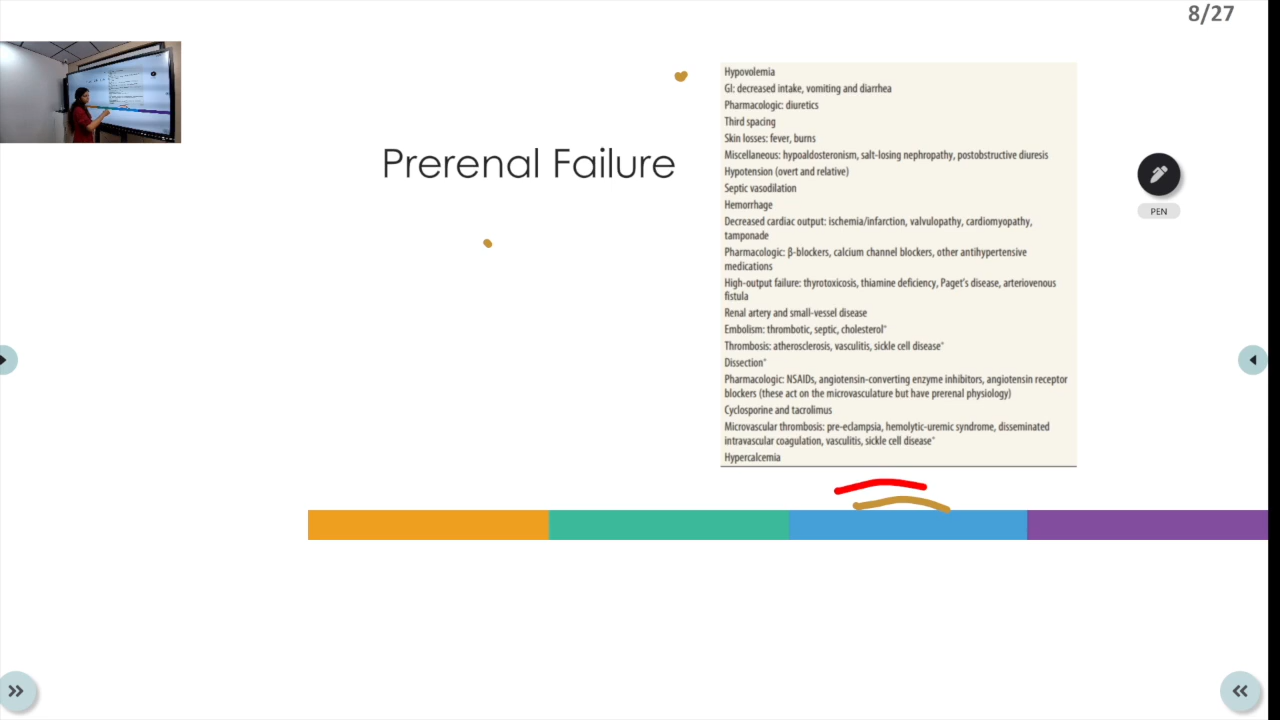 8/27
Prerenal Failure
Hypovolemia
GI: decreased intake, vomiting and diarrhea
Pharmacologic: diuretics
Third spacing
Skin losses: fever, burns
Miscellaneous: hypoaldosteronism, salt-losing nephropathy, postobstructive diuresis
Hypotension (overt and relative)
Septic vasodilation
Hemorrhage
Decreased cardiac output: ischemia/infarction, valvulopathy, cardiomyopathy,
tamponade
Pharmacologic: β-blockers, calcium channel blockers, other antihypertensive
medications
High-output failure: thyrotoxicosis, thiamine deficiency, Paget's disease, arteriovenous
fistula
Renal artery and small-vessel disease
Embolism: thrombotic, septic, cholesterol*
Thrombosis: atherosclerosis, vasculitis, sickle cell disease*
Dissection*
Pharmacologic: NSAIDs, angiotensin-converting enzyme inhibitors, angiotensin receptor
blockers (these act on the microvasculature but have prerenal physiology)
Cyclosporine and tacrolimus
Microvascular thrombosis: pre-eclampsia, hemolytic-uremic syndrome, disseminated
intravascular coagulation, vasculitis, sickle cell disease*
Hypercalcemia
PEN